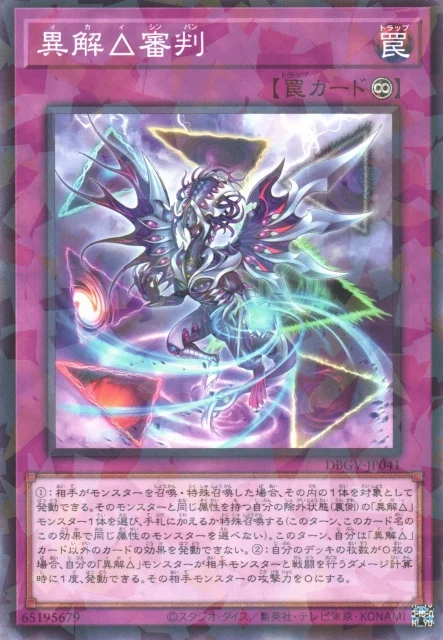 異解△審判
イカイシンパン
罠
トラップ
【罠カード】
トラップ
DBGV-JP041
①:相手がモンスターを召喚・特殊召喚した場合、その内の1体を対象として
発動できる。そのモンスターと同じ属性を持つ自分の除外状態(裏側)の「異解△」
モンスター1体を選び、手札に加えるか特殊召喚する(このターン、このカード名の
この効果で同じ属性のモンスターを選べない)。このターン、自分は「異解△」
カード以外のカードの効果を発動できない。②:自分のデッキの枚数が0枚の
場合、自分の「異解△」モンスターが相手モンスターと戦闘を行うダメージ計算
時に1度、発動できる。その相手モンスターの攻撃力を0にする。
65195679
©スタジオ・ダイス/集英社・テレビ東京・KONAMI